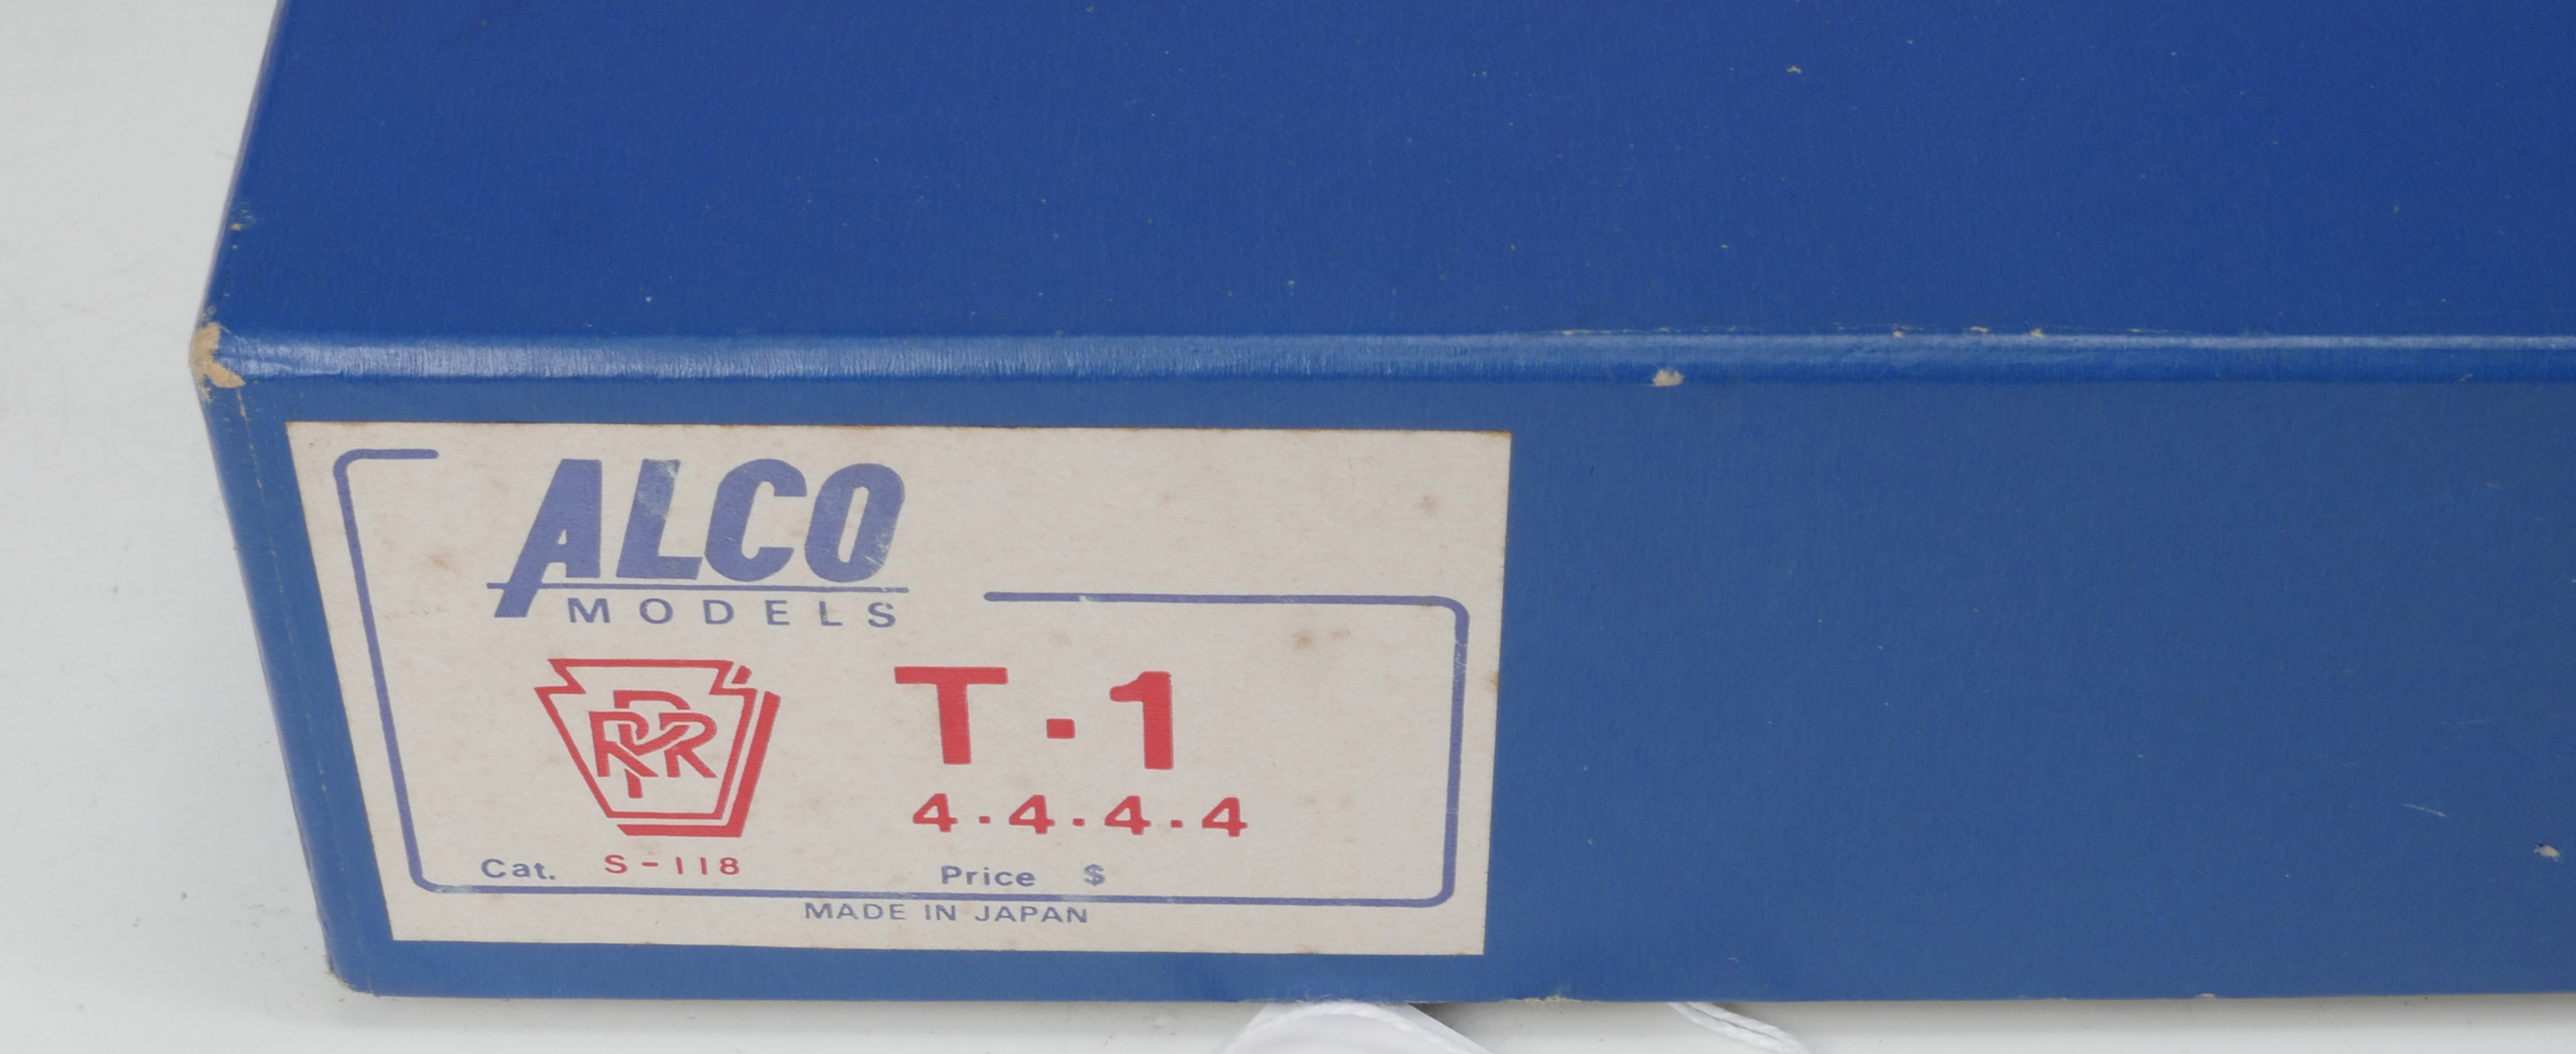 ALCO
MODELS
PRR
T·1
4·4·4·4
Cat. S-118 Price $
MADE IN JAPAN